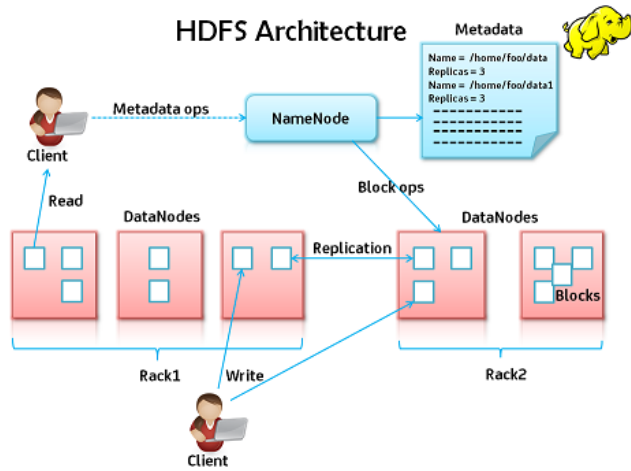 HDFS Architecture
Metadata
Name = /home/foo/data
Replicas = 3
Name = /home/foo/data1
Replicas = 3
Metadata ops
NameNode
Client
Block ops
Read
DataNodes
DataNodes
Replication
Blocks
Rack1
Write
Rack2
Client